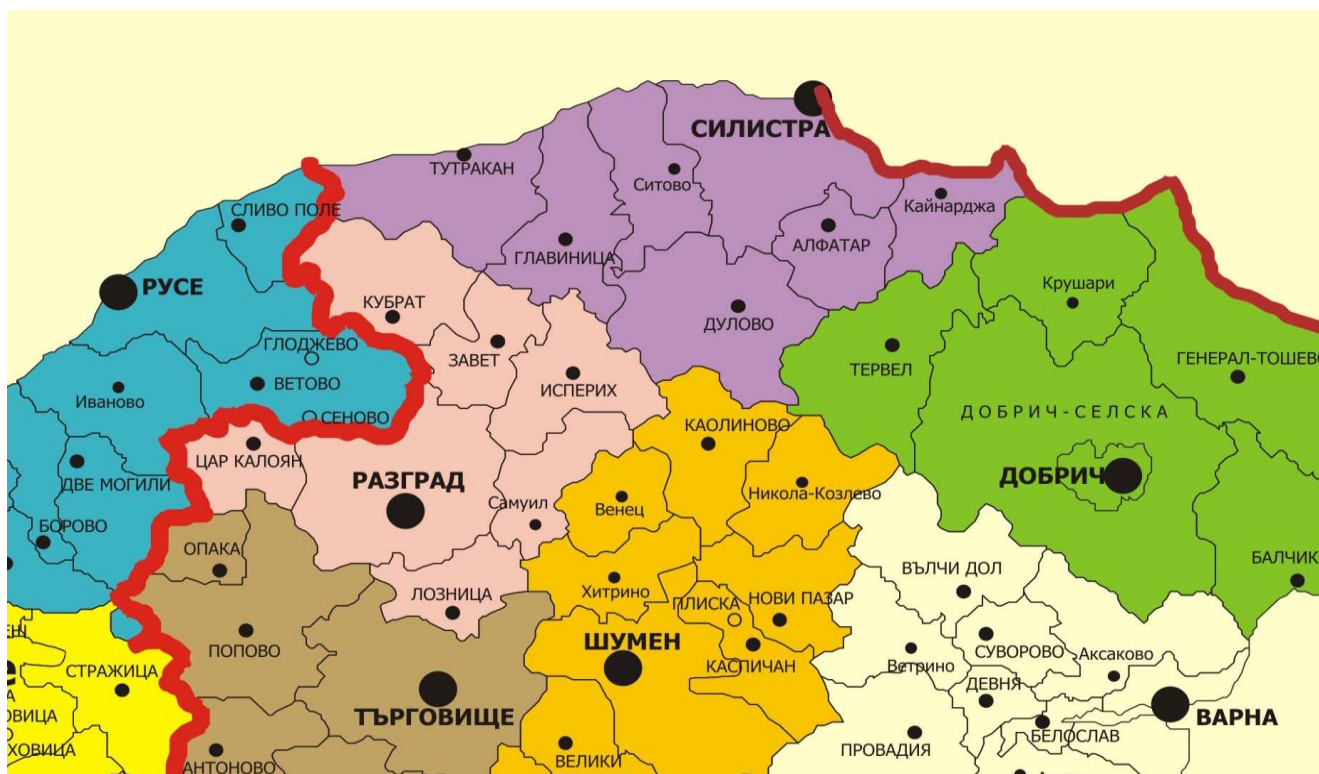 СИЛИСТРА
ТУТРАКАН
Ситово
Кайнарджа
СЛИВО ПОЛЕ
ГЛАВИНИЦА
АЛФАТАР
РУСЕ
Крушари
КУБРАТ
ДУЛОВО
ГЛОДЖЕВО
ЗАВЕТ
ТЕРВЕЛ
ГЕНЕРАЛ-ТОШЕВО
ВЕТОВО
ИСПЕРИХ
Иваново
СЕНОВО
КАОЛИНОВО
ДОБРИЧ-СЕЛСКА
ЦАР КАЛОЯН
РАЗГРАД
ДОБРИЧ
ДВЕ МОГИЛИ
Никола-Козлево
Самуил
Венец
БОРОВО
ОПАКА
БАЛЧИК
ВЪЛЧИ ДОЛ
ЛОЗНИЦА
Хитрино
ПЛИСКА
НОВИ ПАЗАР
ШУМЕН
ПОПОВО
СУВОРОВО
Аксаково
КАСПИЧАН
Ветрино
СТРАЖИЦА
ДЕВНЯ
ТЪРГОВИЩЕ
ВАРНА
ОВИЦА
БЕЛОСЛАВ
ХОВИЦА
ВЕЛИКИ
ПРОВАДИЯ
АНТОНОВО